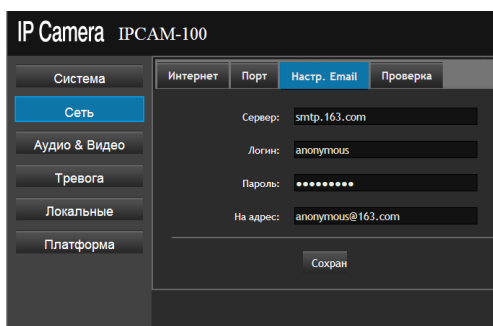 IP Camera IPCAM-100
Система
Сеть
Аудио & Видео
Тревога
Локальные
Платформа
Интернет Порт Настр. Email Проверка
Сервер: smtp.163.com
Логин: anonymous
Пароль: •••••••••
На адрес: anonymous@163.com
Сохран